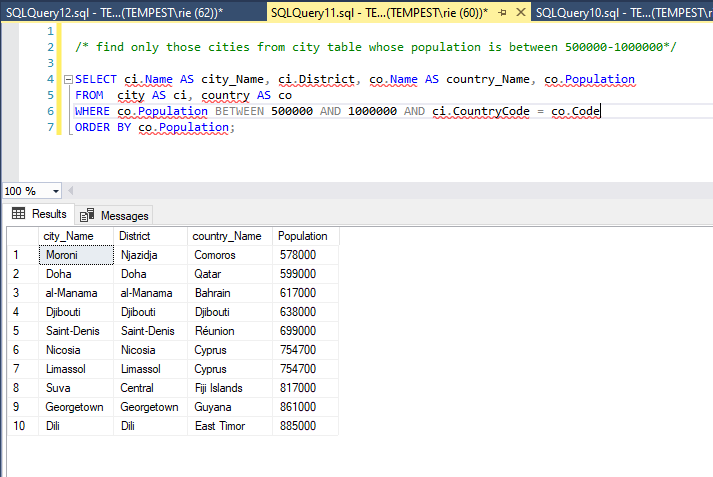 SQLQuery12.sql - TE...(TEMPEST\rie (62))* SQLQuery11.sql - TE...(TEMPEST\rie (60))* SQLQuery10.sql - TE...(TEMPEST\r
1
2 /* find only those cities from city table whose population is between 500000-1000000*/
3
4 SELECT ci.Name AS city_Name, ci.District, co.Name AS country_Name, co.Population
5 FROM city AS ci, country AS co
6 WHERE co.Population BETWEEN 500000 AND 1000000 AND ci.CountryCode = co.Code
7 ORDER BY co.Population;
100 %
Results Messages
city_Name District country_Name Population
1 Moroni Njazidja Comoros 578000
2 Doha Doha Qatar 599000
3 al-Manama al-Manama Bahrain 617000
4 Djibouti Djibouti Djibouti 638000
5 Saint-Denis Saint-Denis Réunion 699000
6 Nicosia Nicosia Cyprus 754700
7 Limassol Limassol Cyprus 754700
8 Suva Central Fiji Islands 817000
9 Georgetown Georgetown Guyana 861000
10 Dili Dili East Timor 885000